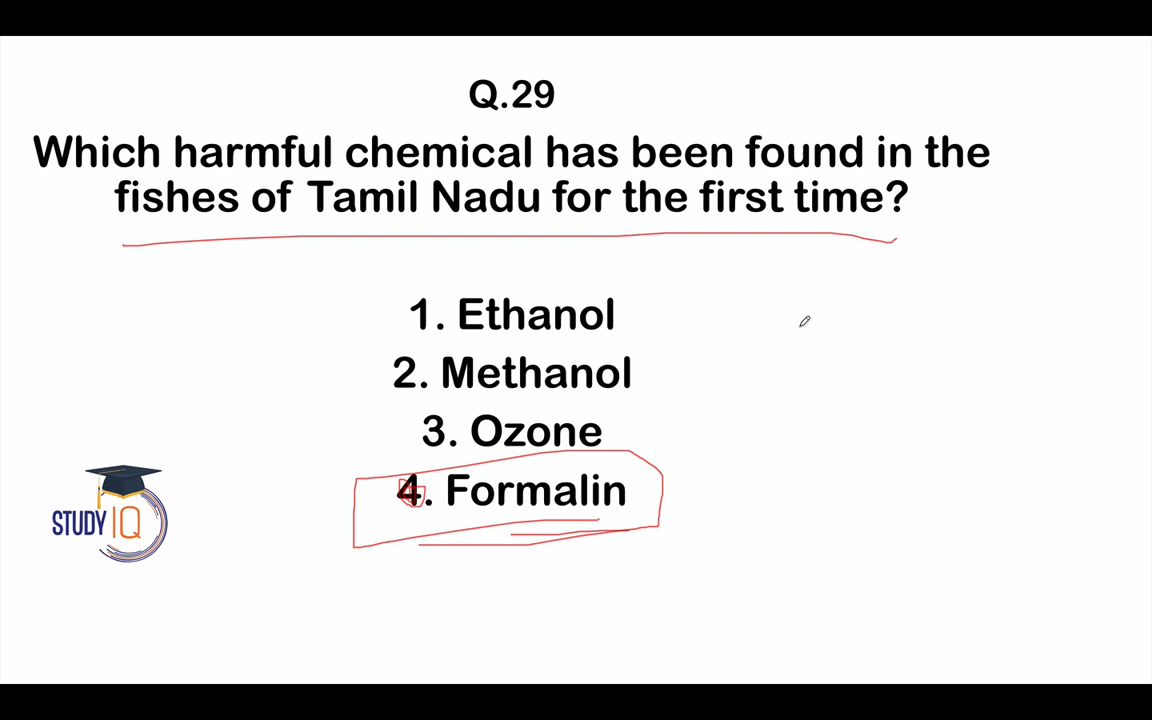 Q.29
Which harmful chemical has been found in the
fishes of Tamil Nadu for the first time?
1. Ethanol
2. Methanol
3. Ozone
4. Formalin
STUDY IQ